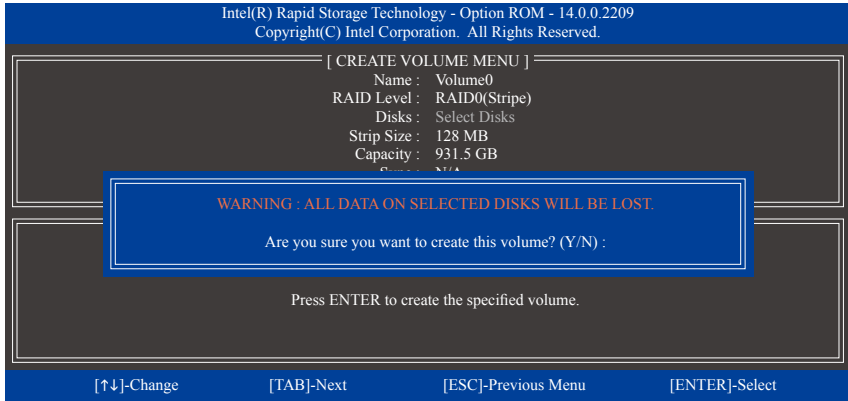 Intel(R) Rapid Storage Technology - Option ROM - 14.0.0.2209
Copyright(C) Intel Corporation. All Rights Reserved.
[ CREATE VOLUME MENU ]
Name : Volume0
RAID Level : RAID0(Stripe)
Disks : Select Disks
Strip Size : 128 MB
Capacity : 931.5 GB
Sync : N/A
WARNING : ALL DATA ON SELECTED DISKS WILL BE LOST.
Are you sure you want to create this volume? (Y/N) :
Press ENTER to create the specified volume.
[↑↓]-Change [TAB]-Next [ESC]-Previous Menu [ENTER]-Select